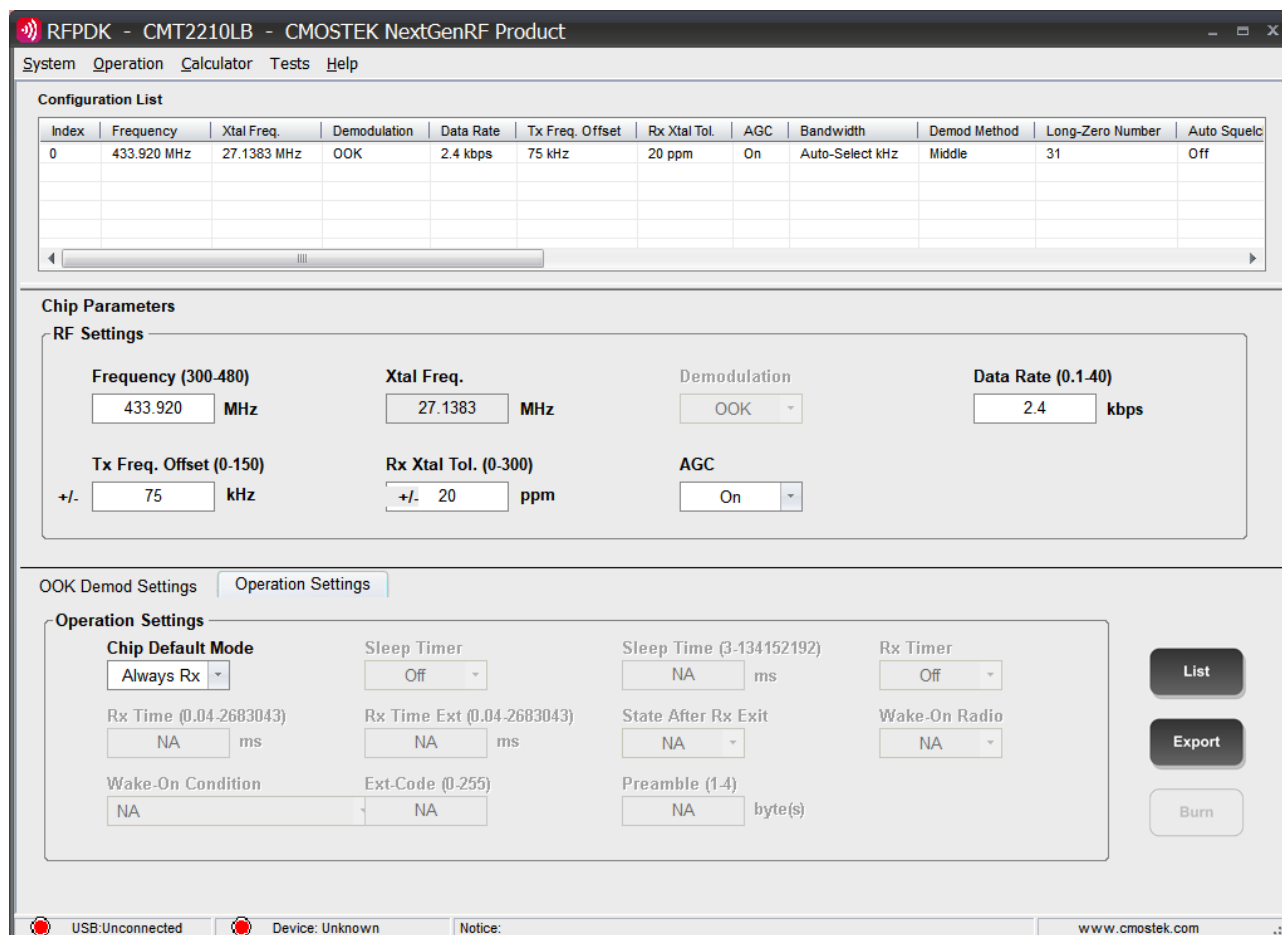 RFPDK - CMT2210LB - CMOSTEK NextGenRF Product
System Operation Calculator Tests Help
Configuration List
Index Frequency Xtal Freq. Demodulation Data Rate Tx Freq. Offset Rx Xtal Tol. AGC Bandwidth Demod Method Long-Zero Number Auto Squelc
0 433.920 MHz 27.1383 MHz OOK 2.4 kbps 75 kHz 20 ppm On Auto-Select kHz Middle 31 Off
Chip Parameters
RF Settings
Frequency (300-480) Xtal Freq. Demodulation Data Rate (0.1-40)
433.920 MHz 27.1383 MHz OOK 2.4 kbps
Tx Freq. Offset (0-150) Rx Xtal Tol. (0-300) AGC
+/- 75 kHz +/- 20 ppm On
OOK Demod Settings Operation Settings
Operation Settings
Chip Default Mode Sleep Timer Sleep Time (3-134152192) Rx Timer
Always Rx Off NA ms Off
List
Rx Time (0.04-2683043) Rx Time Ext (0.04-2683043) State After Rx Exit Wake-On Radio
NA ms NA ms NA NA
Export
Wake-On Condition Ext-Code (0-255) Preamble (1-4)
NA NA NA byte(s)
Burn
USB:Unconnected Device: Unknown Notice: www.cmostek.com